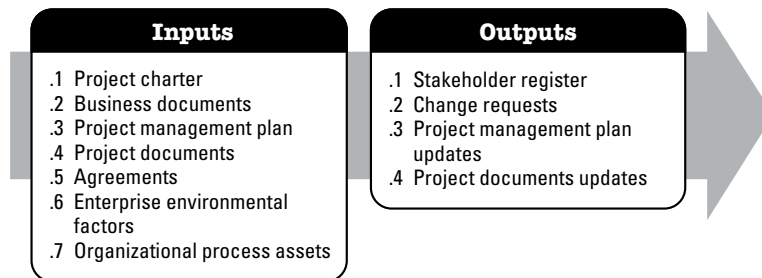 Inputs
.1 Project charter
.2 Business documents
.3 Project management plan
.4 Project documents
.5 Agreements
.6 Enterprise environmental
factors
.7 Organizational process assets
Outputs
.1 Stakeholder register
.2 Change requests
.3 Project management plan
updates
.4 Project documents updates